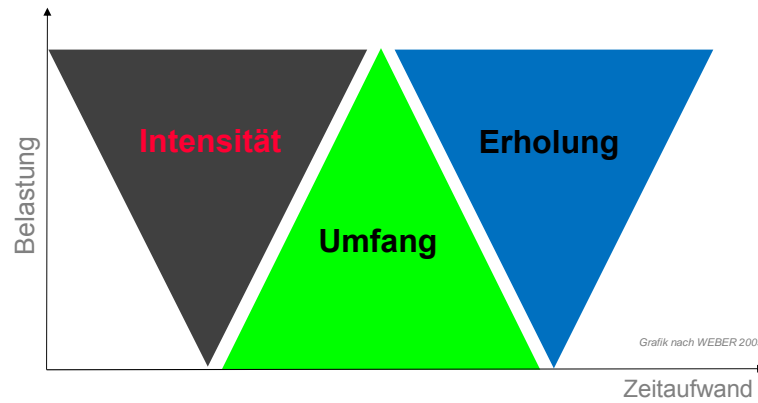 Belastung
Intensität
Erholung
Umfang
Grafik nach WEBER
Zeitaufwand